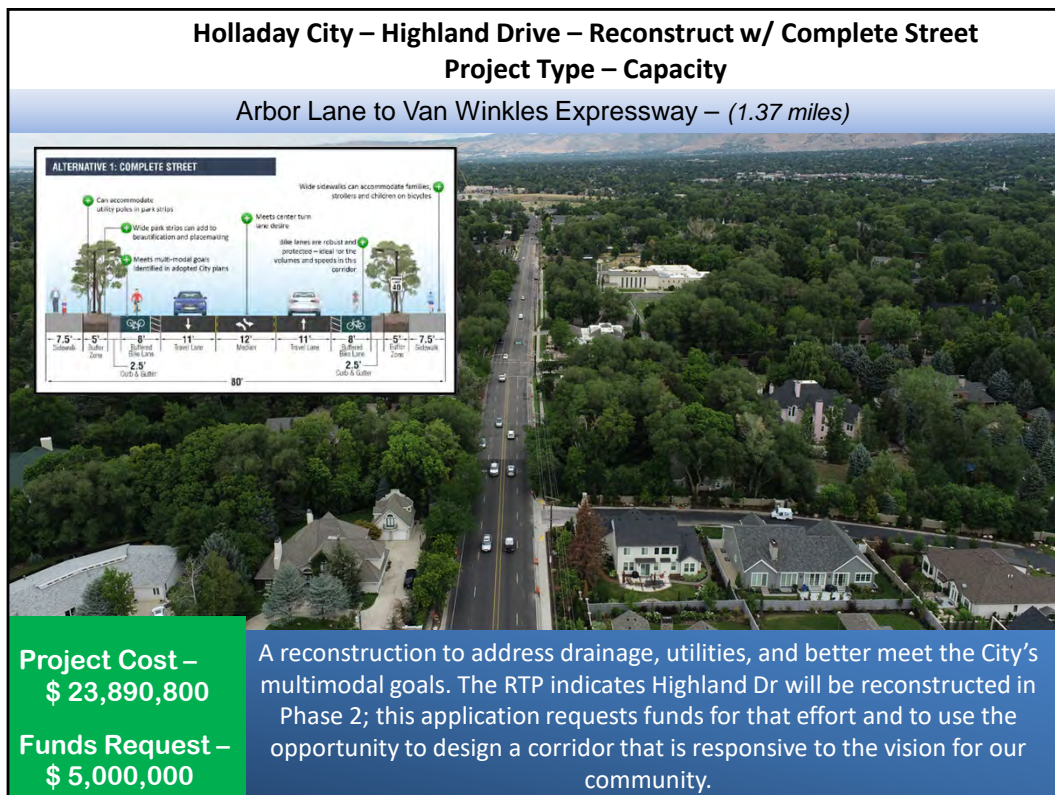 Holladay City – Highland Drive – Reconstruct w/ Complete Street
Project Type – Capacity
Arbor Lane to Van Winkles Expressway – (1.37 miles)
ALTERNATIVE 1: COMPLETE STREET
Can accommodate
utility poles in park strips
Wide park strips can add to
beautification and placemaking
Meets multi-modal goals
identified in adopted City plans
Meets center turn
lane desire
Wide sidewalks can accommodate families,
strollers and children on bicycles
Bike lanes are robust and
protected – ideal for the
volumes and speeds in this
corridor
SPEED
LIMIT
40
7.5' 5' 8' 11' 12' 11' 8' 5' 7.5'
Sidewalk Buffer Zone Buffered Bike Lane Travel Lane Median Travel Lane Buffered Bike Lane Buffer Zone Sidewalk
2.5' 2.5'
Curb & Gutter Curb & Gutter
80'
Project Cost –
$ 23,890,800
Funds Request –
$ 5,000,000
A reconstruction to address drainage, utilities, and better meet the City's
multimodal goals. The RTP indicates Highland Dr will be reconstructed in
Phase 2; this application requests funds for that effort and to use the
opportunity to design a corridor that is responsive to the vision for our
community.